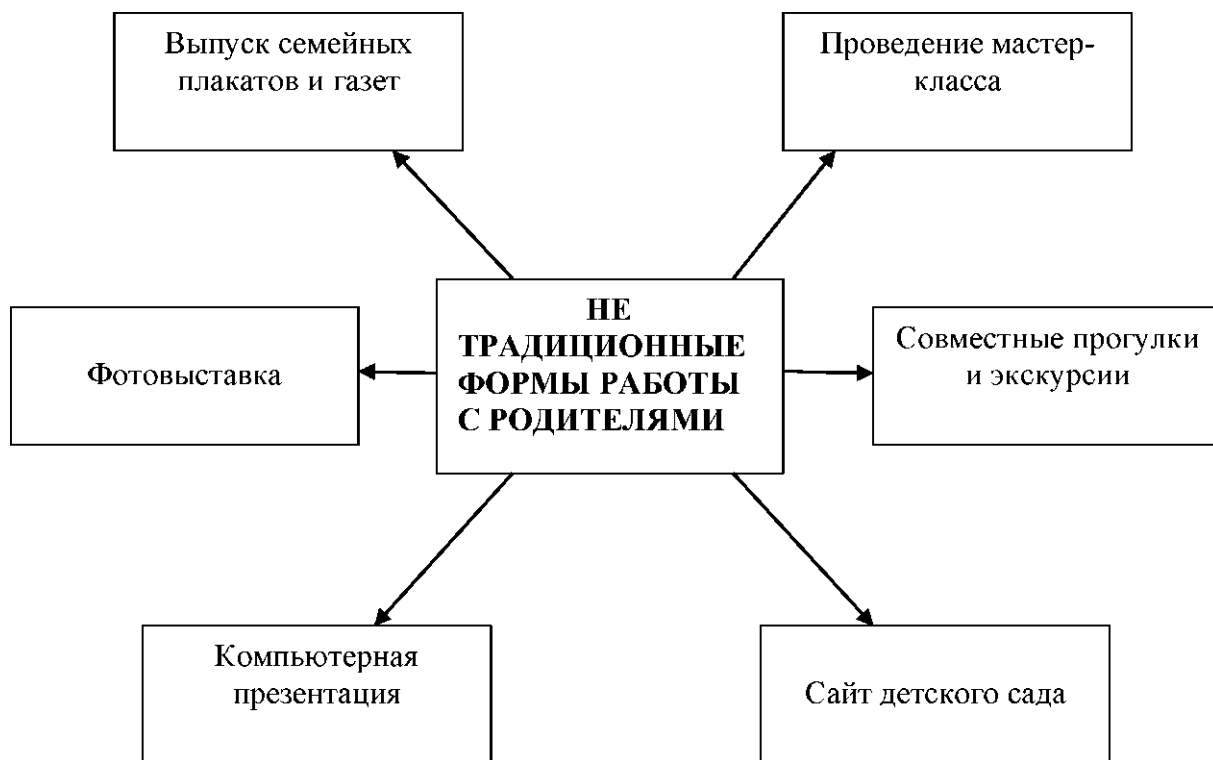 Выпуск семейных
плакатов и газет
Проведение мастер-
класса
НЕ
ТРАДИЦИОННЫЕ
ФОРМЫ РАБОТЫ
С РОДИТЕЛЯМИ
Фотовыставка
Совместные прогулки
и экскурсии
Компьютерная
презентация
Сайт детского сада